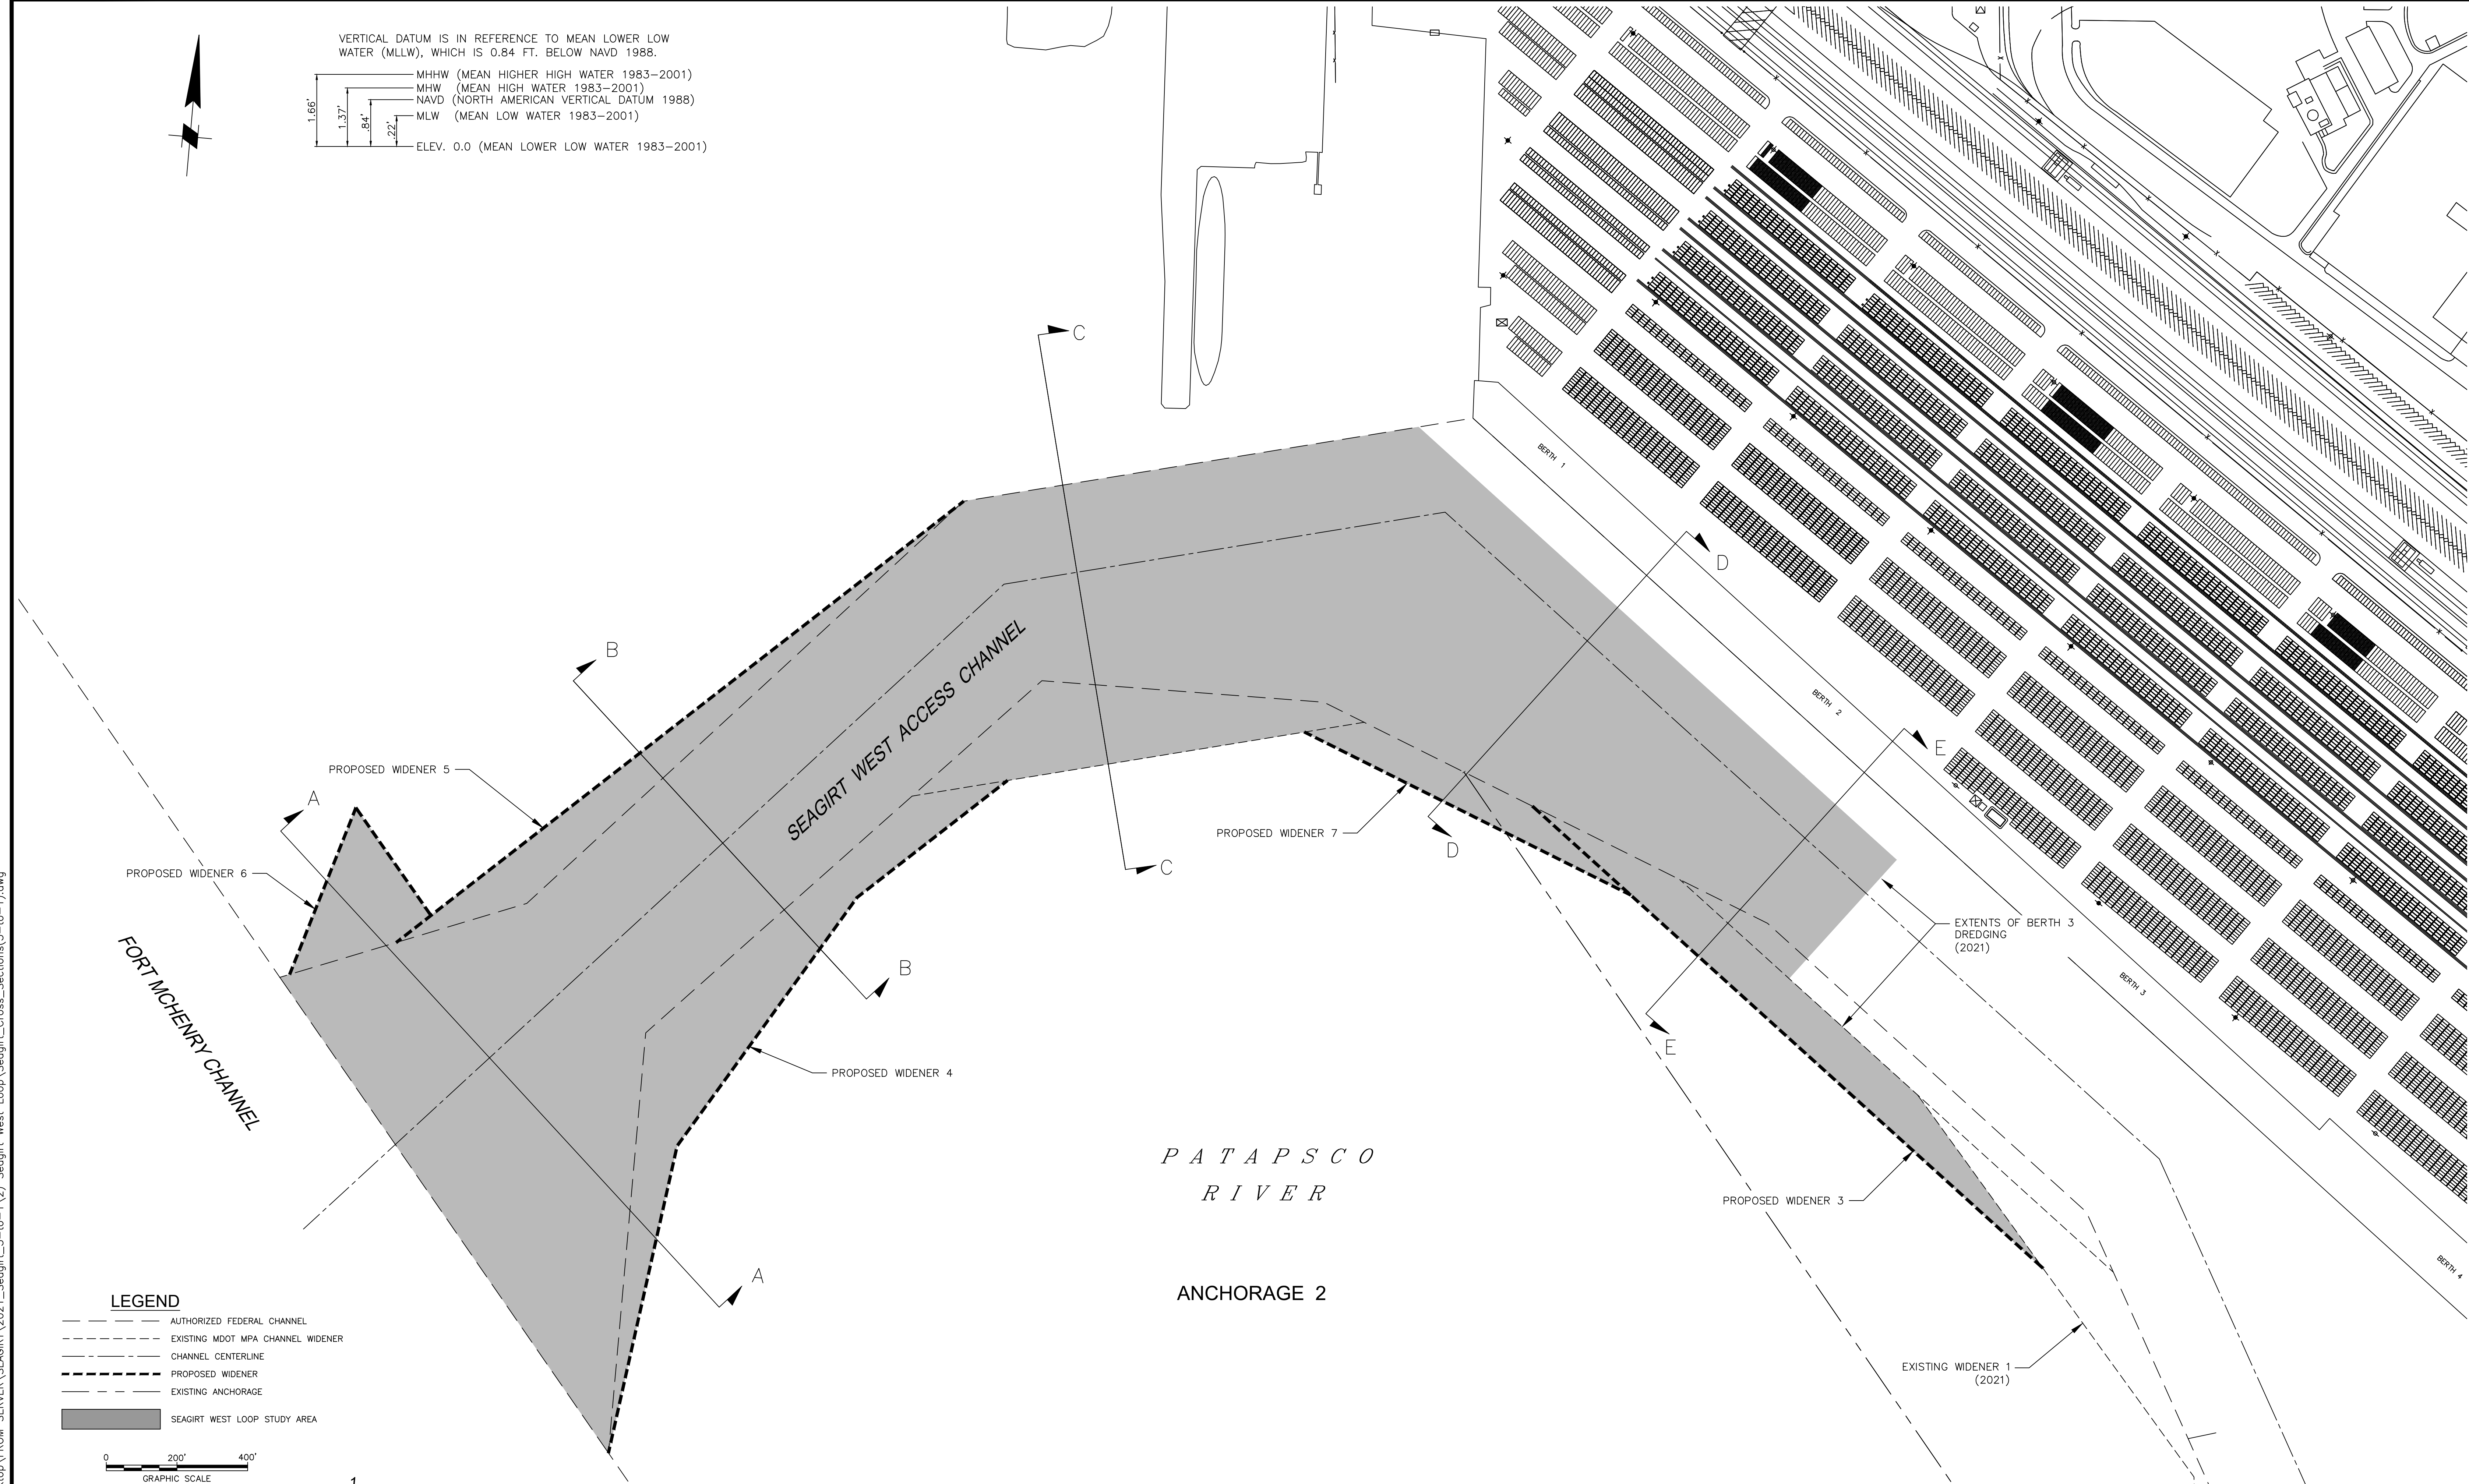 VERTICAL DATUM IS IN REFERENCE TO MEAN LOWER LOW
WATER (MLLW), WHICH IS 0.84 FT. BELOW NAVD 1988.
MHHW (MEAN HIGHER HIGH WATER 1983-2001)
MHW (MEAN HIGH WATER 1983-2001)
NAVD (NORTH AMERICAN VERTICAL DATUM 1988)
MLW (MEAN LOW WATER 1983-2001)
ELEV. 0.0 (MEAN LOWER LOW WATER 1983-2001)
1.66'
1.37'
.84'
.22'
C
BERTH 1
D
B
SEAGIRT WEST ACCESS CHANNEL
BERTH 2
E
PROPOSED WIDENER 5
A
PROPOSED WIDENER 7
D
PROPOSED WIDENER 6
C
EXTENTS OF BERTH 3
DREDGING
(2021)
FORT MCHENRY CHANNEL
B
BERTH 3
E
PROPOSED WIDENER 4
PATAPSCO
RIVER
PROPOSED WIDENER 3
A
ANCHORAGE 2
BERTH 4
EXISTING WIDENER 1
(2021)
LEGEND
AUTHORIZED FEDERAL CHANNEL
EXISTING MDOT MPA CHANNEL WIDENER
CHANNEL CENTERLINE
PROPOSED WIDENER
EXISTING ANCHORAGE
SEAGIRT WEST LOOP STUDY AREA
0 200' 400'
GRAPHIC SCALE
1